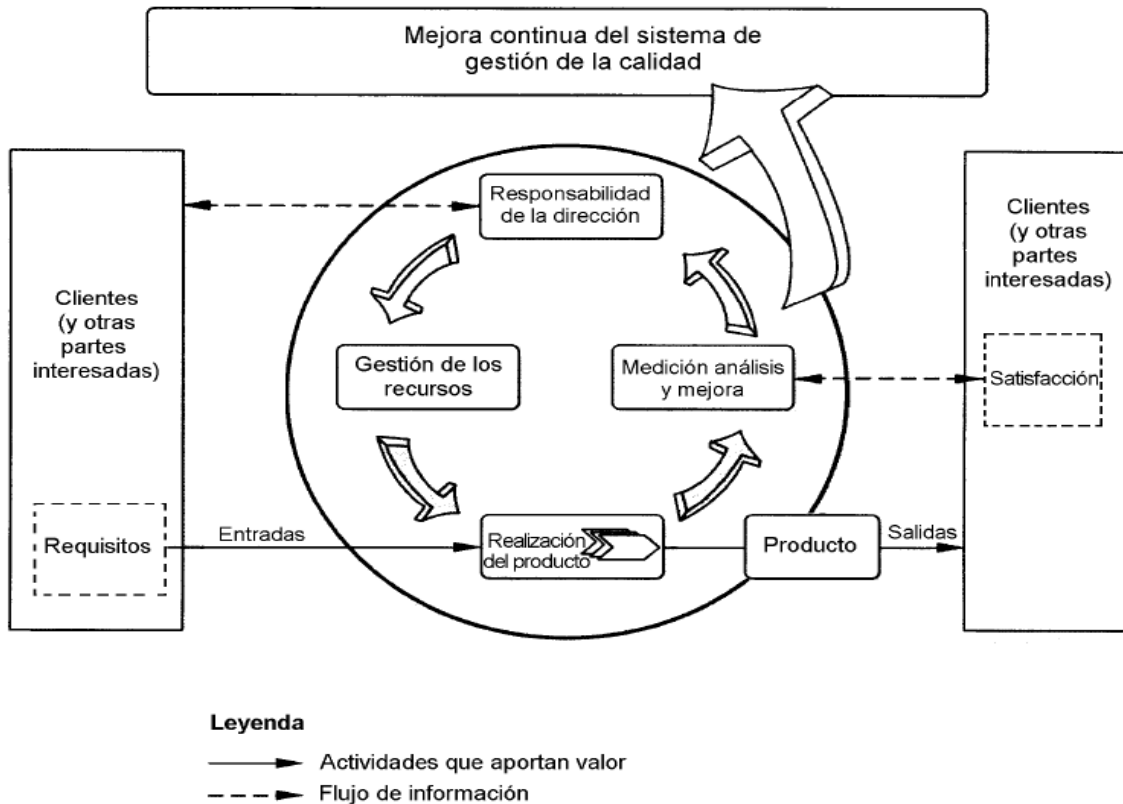 Mejora continua del sistema de
gestión de la calidad
Responsabilidad
de la dirección
Clientes
(y otras
partes
interesadas)
Clientes
(y otras
partes
interesadas)
Gestión de los
recursos
Medición análisis
y mejora
Satisfacción
Requisitos
Entradas
Realización
del producto
Producto
Salidas
Leyenda
Actividades que aportan valor
Flujo de información